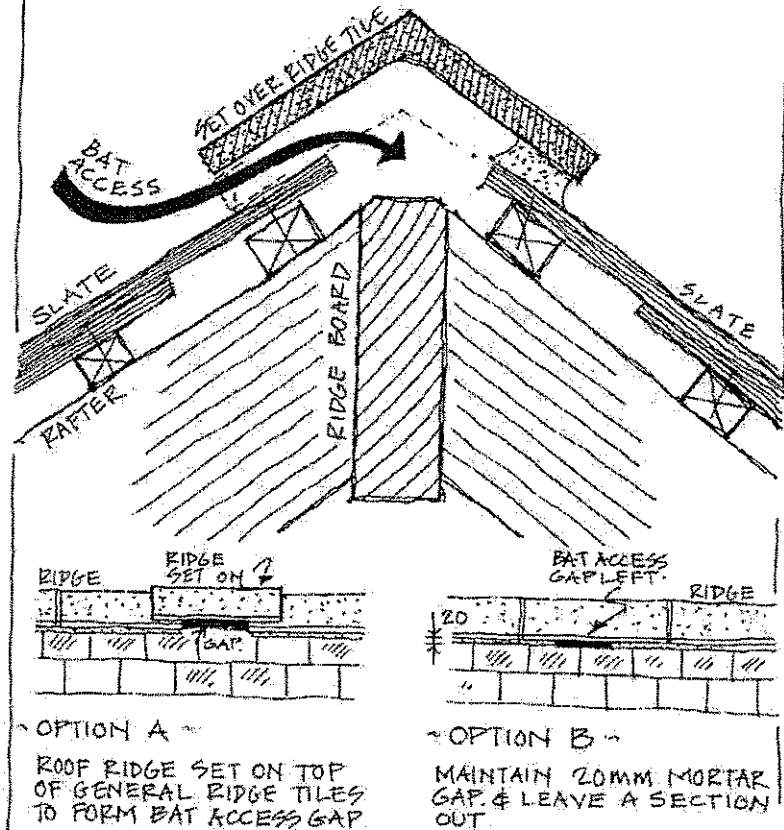 SET OVER RIDGE TILE
BAT
ACCESS
SLATE
RAFTER
RIDGE BOARD
SLATE
RIDGE
RIDGE
SET ON
GAP.
BAT ACCESS
GAP LEFT.
RIDGE
20
- OPTION A -
ROOF RIDGE SET ON TOP
OF GENERAL RIDGE TILES
TO FORM BAT ACCESS GAP
- OPTION B -
MAINTAIN 20mm MORTAR
GAP. & LEAVE A SECTION
OUT